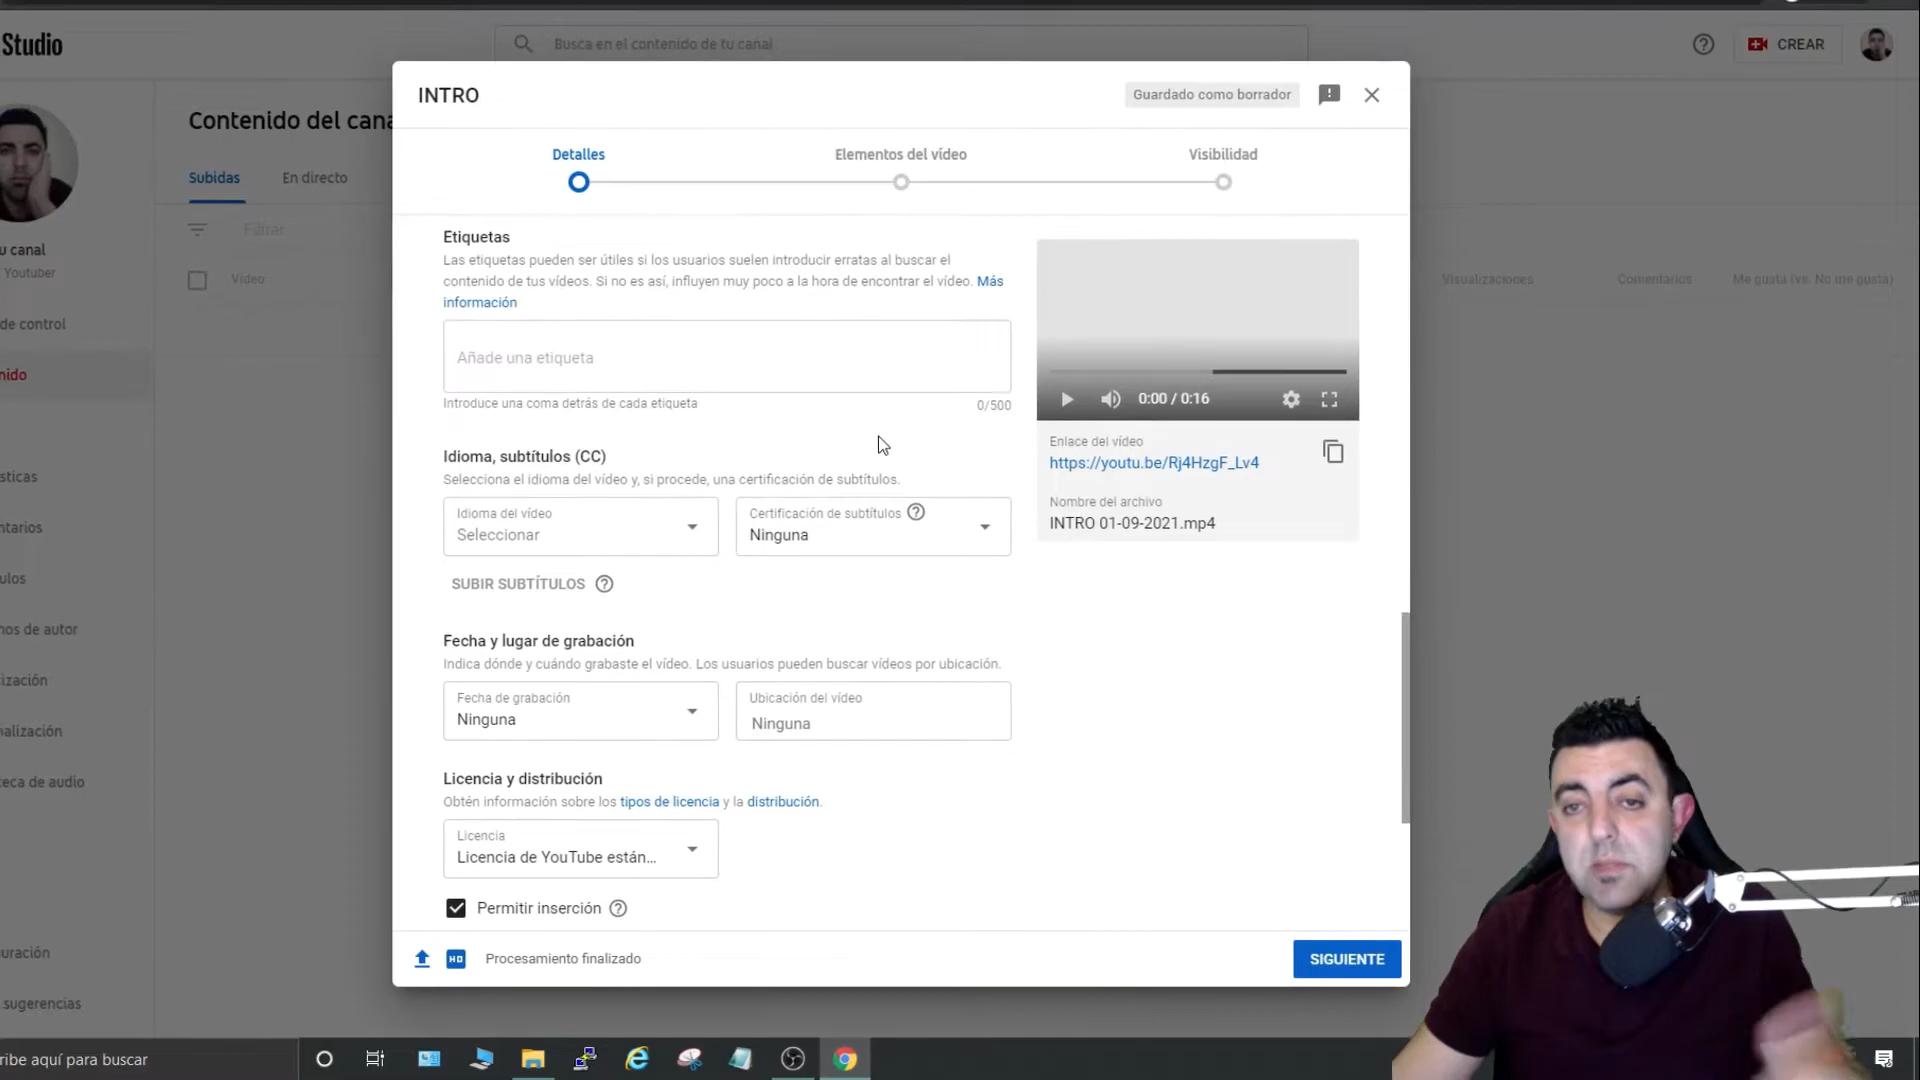 Studio
Busca en el contenido de tu canal
CREAR
INTRO
Guardado como borrador
Contenido del cana
Detalles
Elementos del vídeo
Visibilidad
Subidas
En directo
Filtrar
Vídeo
Visualizaciones
Comentarios
Me gusta (vs. No me gusta)
u canal
Youtuber
de control
nido
sticas
ntarios
ulos
nos de autor
ización
nalización
teca de audio
uración
sugerencias
Etiquetas
Las etiquetas pueden ser útiles si los usuarios suelen introducir erratas al buscar el
contenido de tus vídeos. Si no es así, influyen muy poco a la hora de encontrar el vídeo. Más
información
Añade una etiqueta
Introduce una coma detrás de cada etiqueta
0/500
0:00 / 0:16
Enlace del vídeo
https://youtu.be/Rj4HzgF_Lv4
Nombre del archivo
INTRO 01-09-2021.mp4
Idioma, subtítulos (CC)
Selecciona el idioma del vídeo y, si procede, una certificación de subtítulos.
Idioma del vídeo
Seleccionar
Certificación de subtítulos
Ninguna
SUBIR SUBTÍTULOS
Fecha y lugar de grabación
Indica dónde y cuándo grabaste el vídeo. Los usuarios pueden buscar vídeos por ubicación.
Fecha de grabación
Ninguna
Ubicación del vídeo
Ninguna
Licencia y distribución
Obtén información sobre los tipos de licencia y la distribución.
Licencia
Licencia de YouTube están...
Permitir inserción
HD
Procesamiento finalizado
SIGUIENTE
ribe aquí para buscar